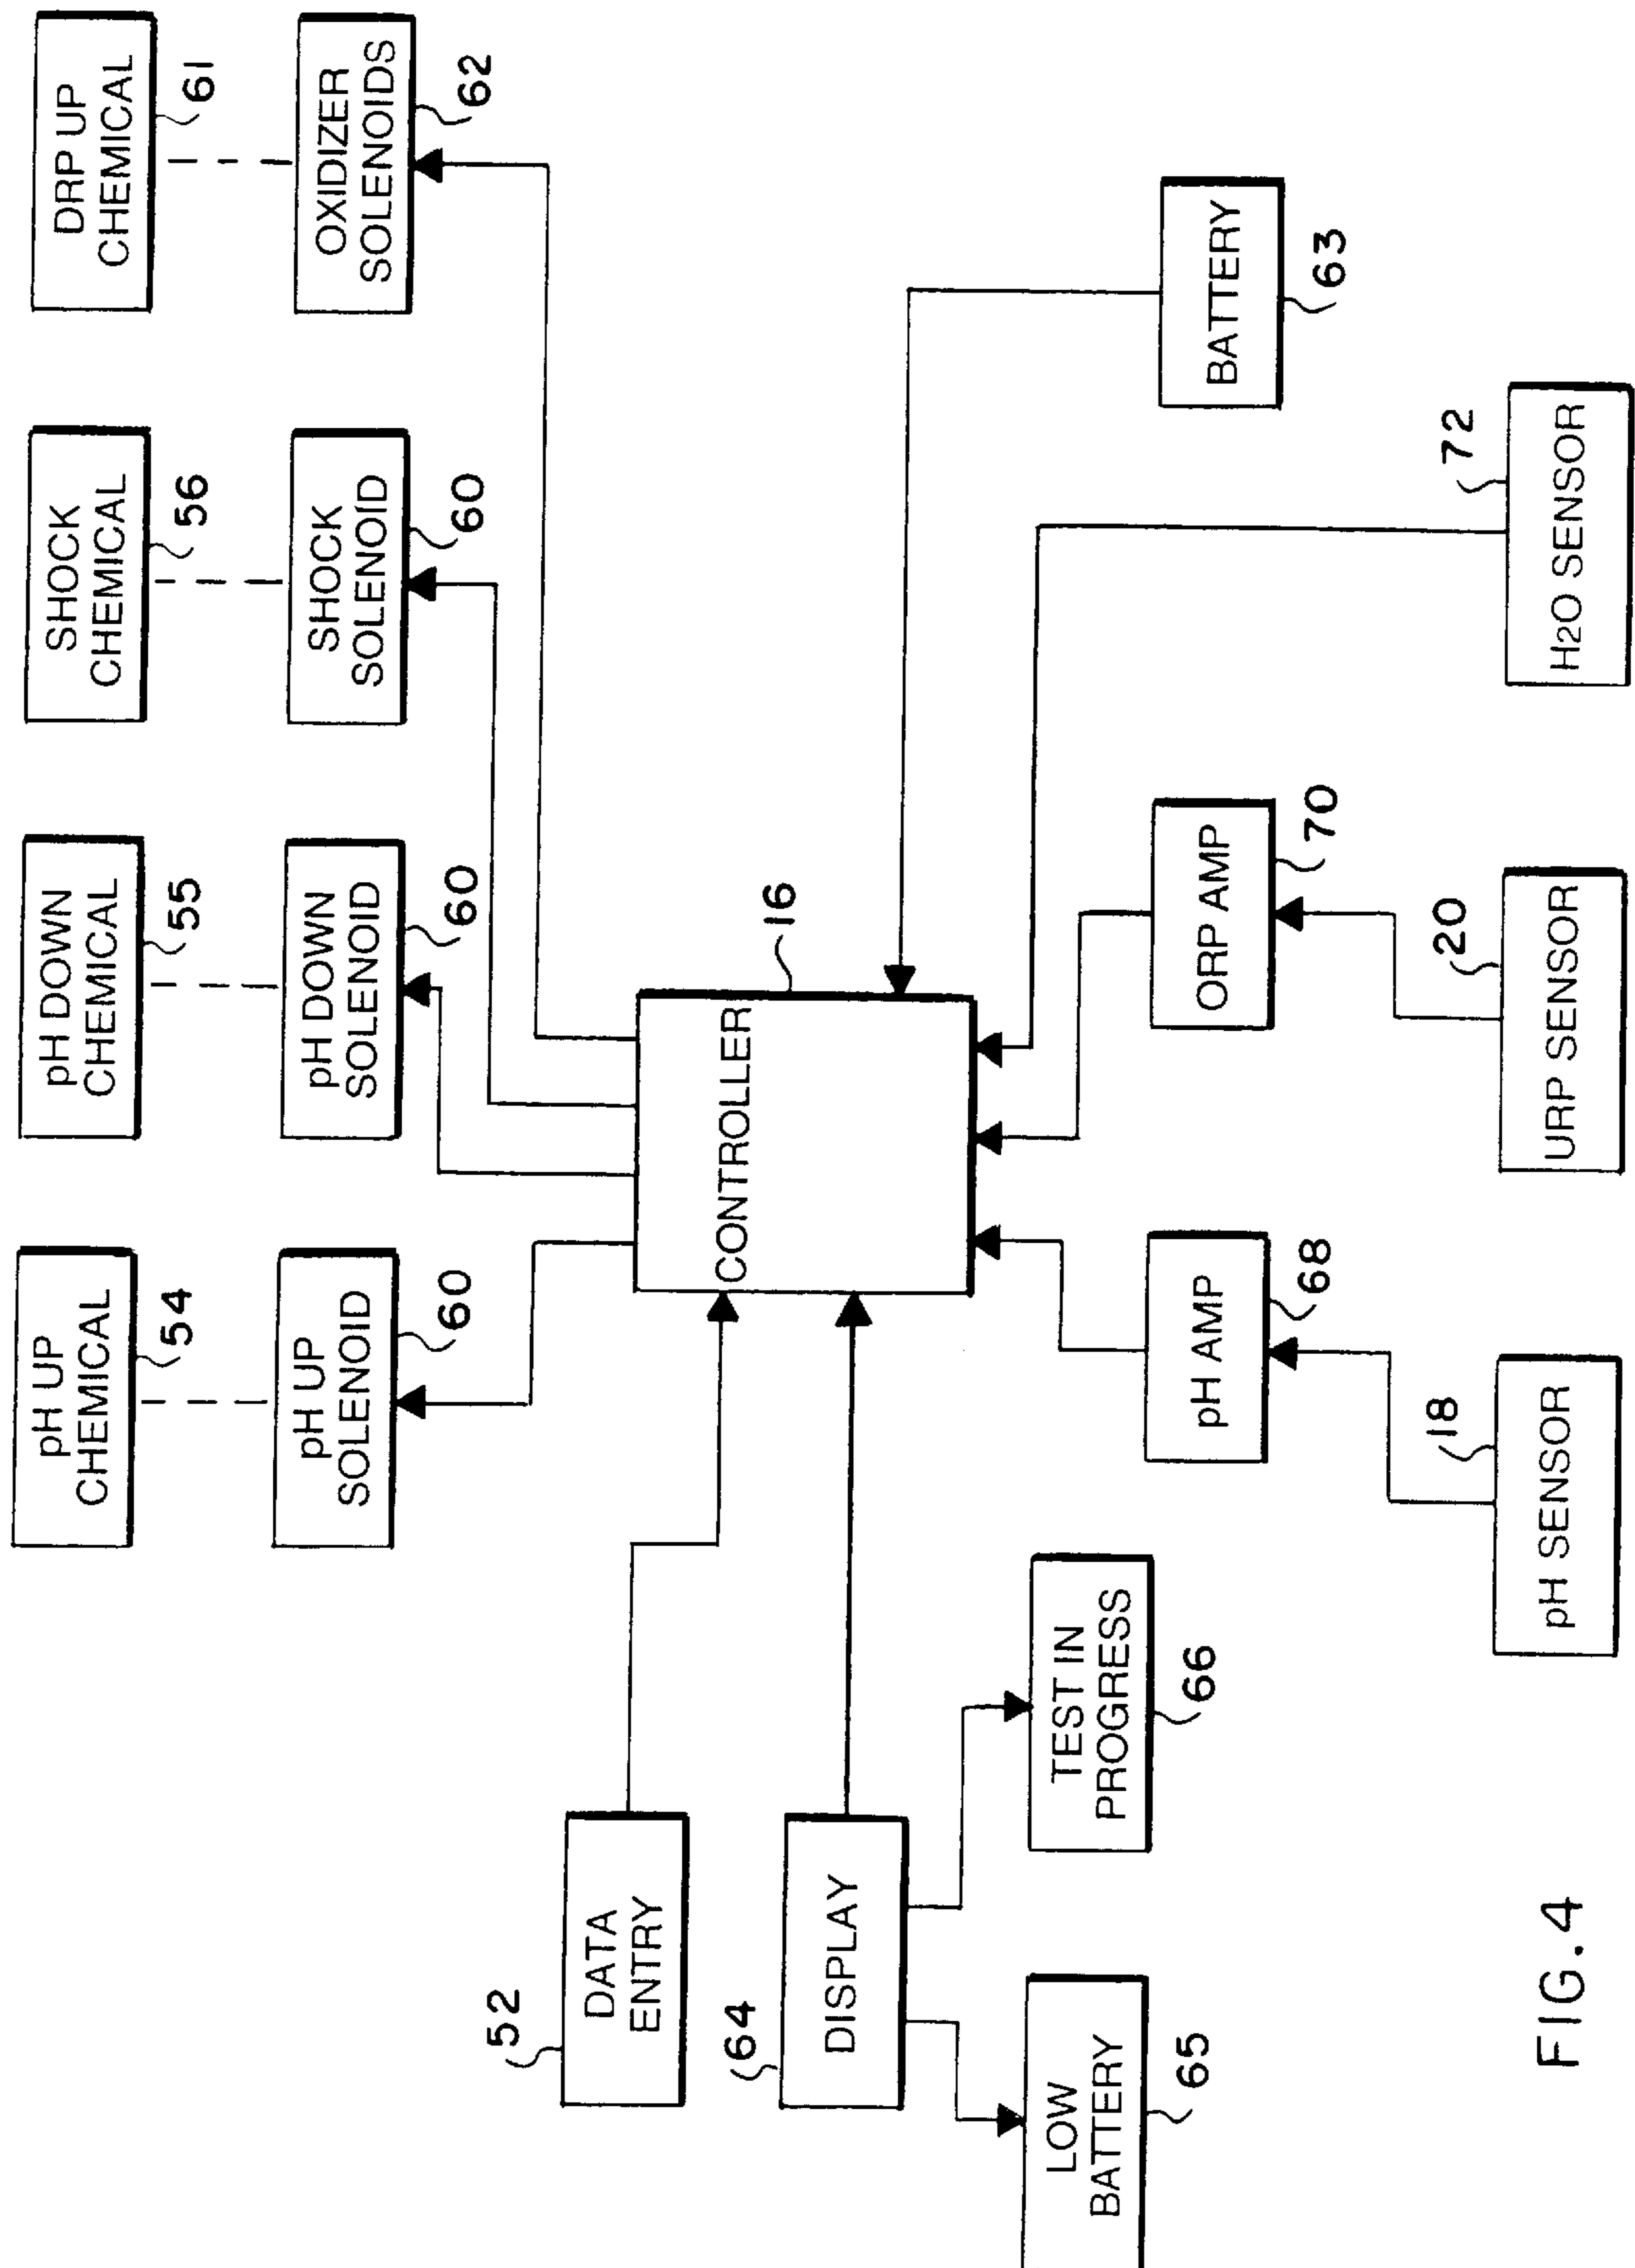 pH UP
CHEMICAL
54
pH DOWN
CHEMICAL
55
SHOCK
CHEMICAL
56
DRP UP
CHEMICAL
61
pH UP
SOLENOID
60
pH DOWN
SOLENOID
60
SHOCK
SOLENOID
60
OXIDIZER
SOLENOIDS
62
52
DATA
ENTRY
CONTROLLER
16
64
DISPLAY
LOW
BATTERY
65
TEST IN
PROGRESS
66
pH AMP
68
ORP AMP
70
BATTERY
63
18
pH SENSOR
20
URP SENSOR
72
H2O SENSOR
FIG.4